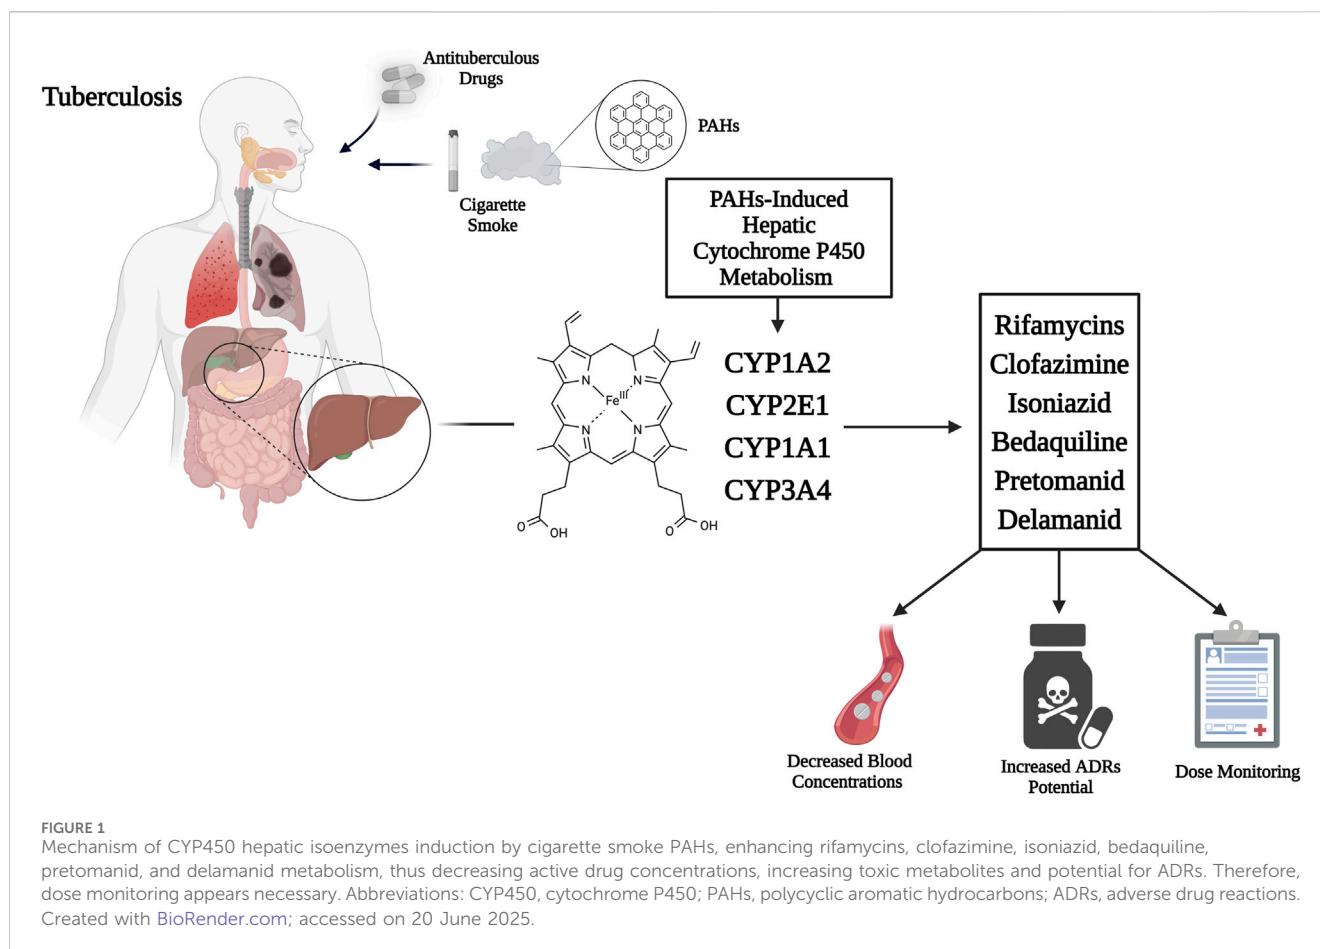 Tuberculosis
Antituberculous
Drugs
PAHs
Cigarette
Smoke
PAHs-Induced
Hepatic
Cytochrome P450
Metabolism
CYP1A2
CYP2E1
CYP1A1
CYP3A4
N
N
Fe^III
N
N
O
OH
O
OH
Rifamycins
Clofazimine
Isoniazid
Bedaquiline
Pretomanid
Delamanid
Decreased Blood
Concentrations
Increased ADRs
Potential
Dose Monitoring
FIGURE 1
Mechanism of CYP450 hepatic isoenzymes induction by cigarette smoke PAHs, enhancing rifamycins, clofazimine, isoniazid, bedaquiline,
pretomanid, and delamanid metabolism, thus decreasing active drug concentrations, increasing toxic metabolites and potential for ADRs. Therefore,
dose monitoring appears necessary. Abbreviations: CYP450, cytochrome P450; PAHs, polycyclic aromatic hydrocarbons; ADRs, adverse drug reactions.
Created with BioRender.com; accessed on 20 June 2025.